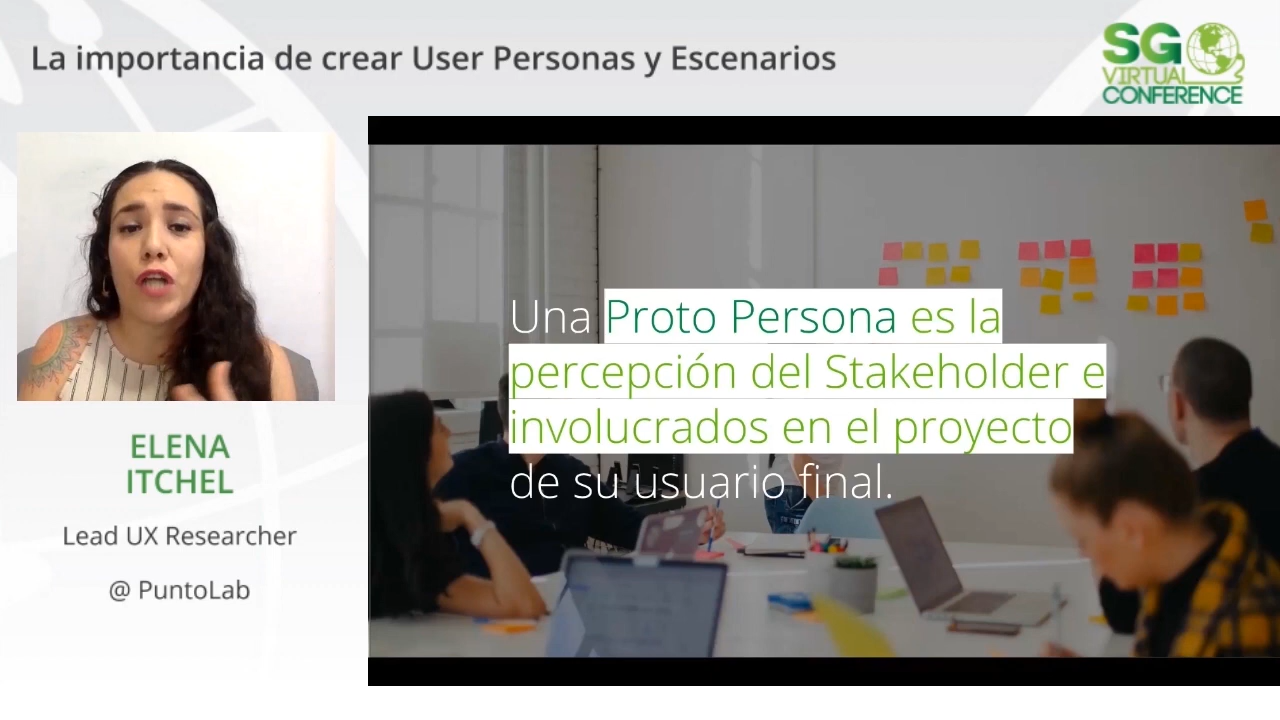 La importancia de crear User Personas y Escenarios
SG
VIRTUAL
CONFERENCE
Una Proto Persona es la
percepción del Stakeholder e
involucrados en el proyecto
de su usuario final.
ELENA
ITCHEL
Lead UX Researcher
@ PuntoLab